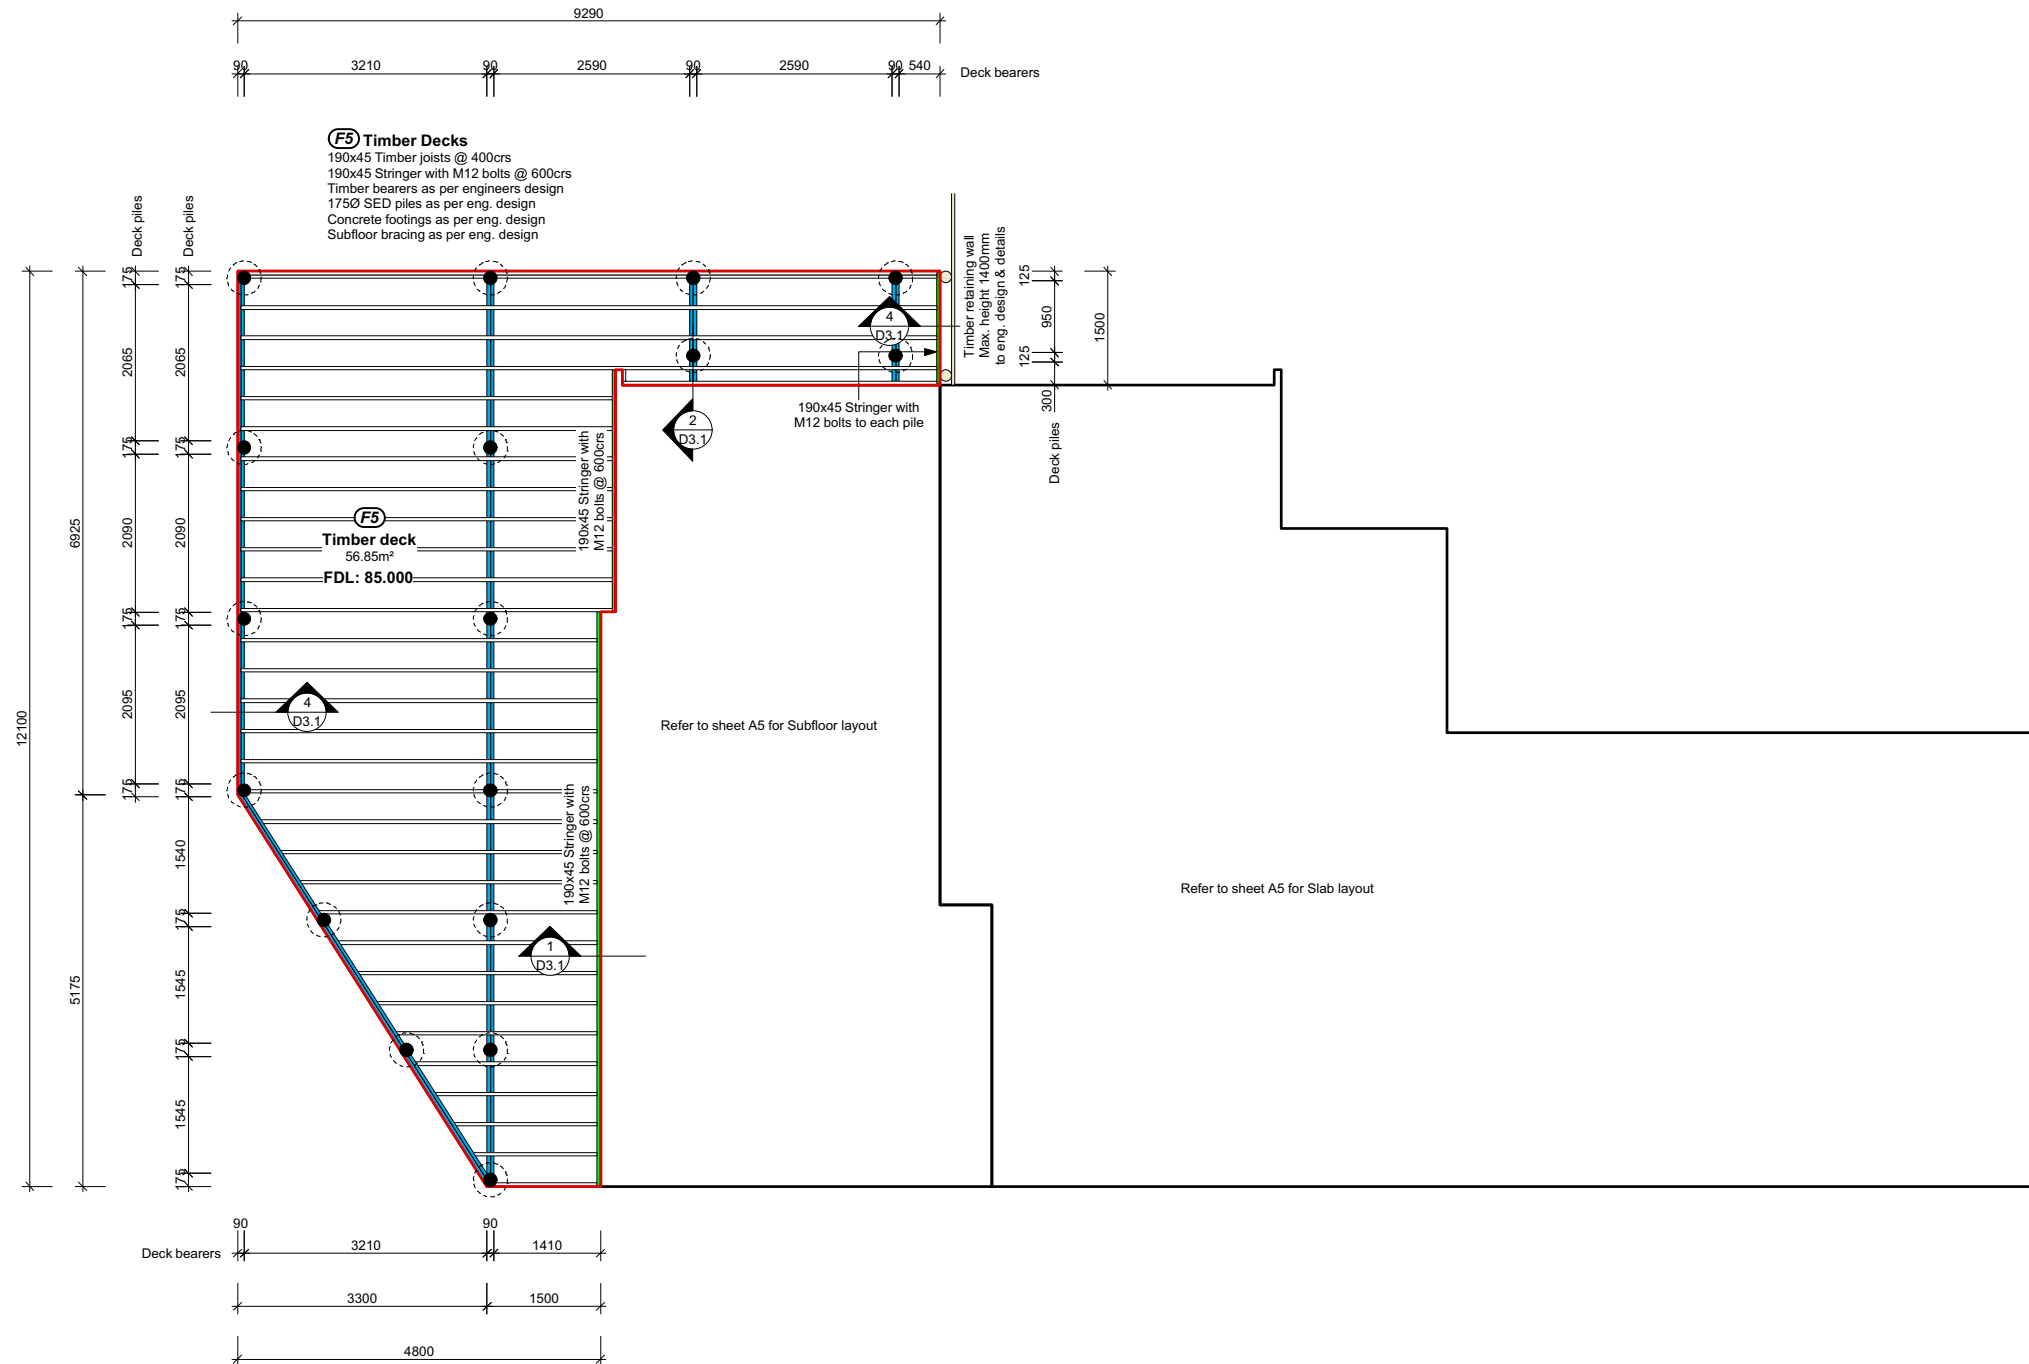 9290
90 3210 90 2590 90 2590 90 540 Deck bearers
F5 Timber Decks
190x45 Timber joists @ 400crs
190x45 Stringer with M12 bolts @ 600crs
Timber bearers as per engineers design
175Ø SED piles as per eng. design
Concrete footings as per eng. design
Subfloor bracing as per eng. design
Deck piles
Deck piles
12100
6925
5175
175
2065
175
2090
175
2095
175
175
2065
175
2090
175
2095
175
1540
175
1545
175
1545
175
Timber retaining wall
Max. height 1400mm
to eng. design & details
125
950
125
300
Deck piles
1500
4
D3.1
190x45 Stringer with
M12 bolts to each pile
2
D3.1
190x45 Stringer with
M12 bolts @ 600crs
F5
Timber deck
56.85m²
FDL: 85.000
4
D3.1
Refer to sheet A5 for Subfloor layout
190x45 Stringer with
M12 bolts @ 600crs
Refer to sheet A5 for Slab layout
1
D3.1
90 90
Deck bearers 3210 1410
3300 1500
4800